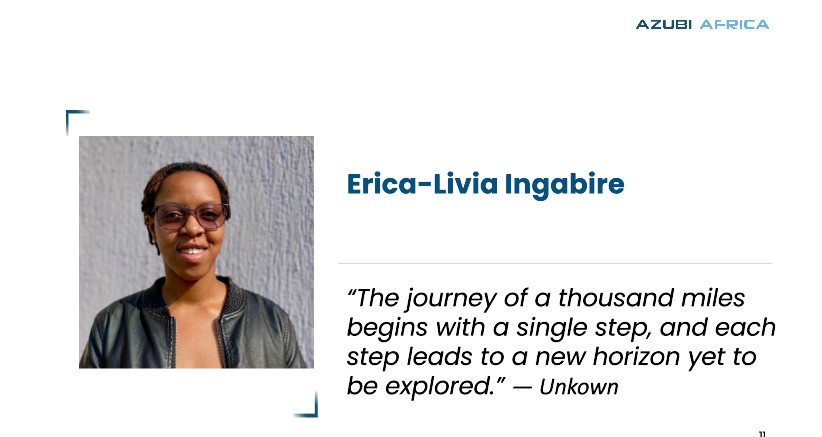 AZUBI AFRICA
Erica-Livia Ingabire
“The journey of a thousand miles
begins with a single step, and each
step leads to a new horizon yet to
be explored.” — Unkown
11